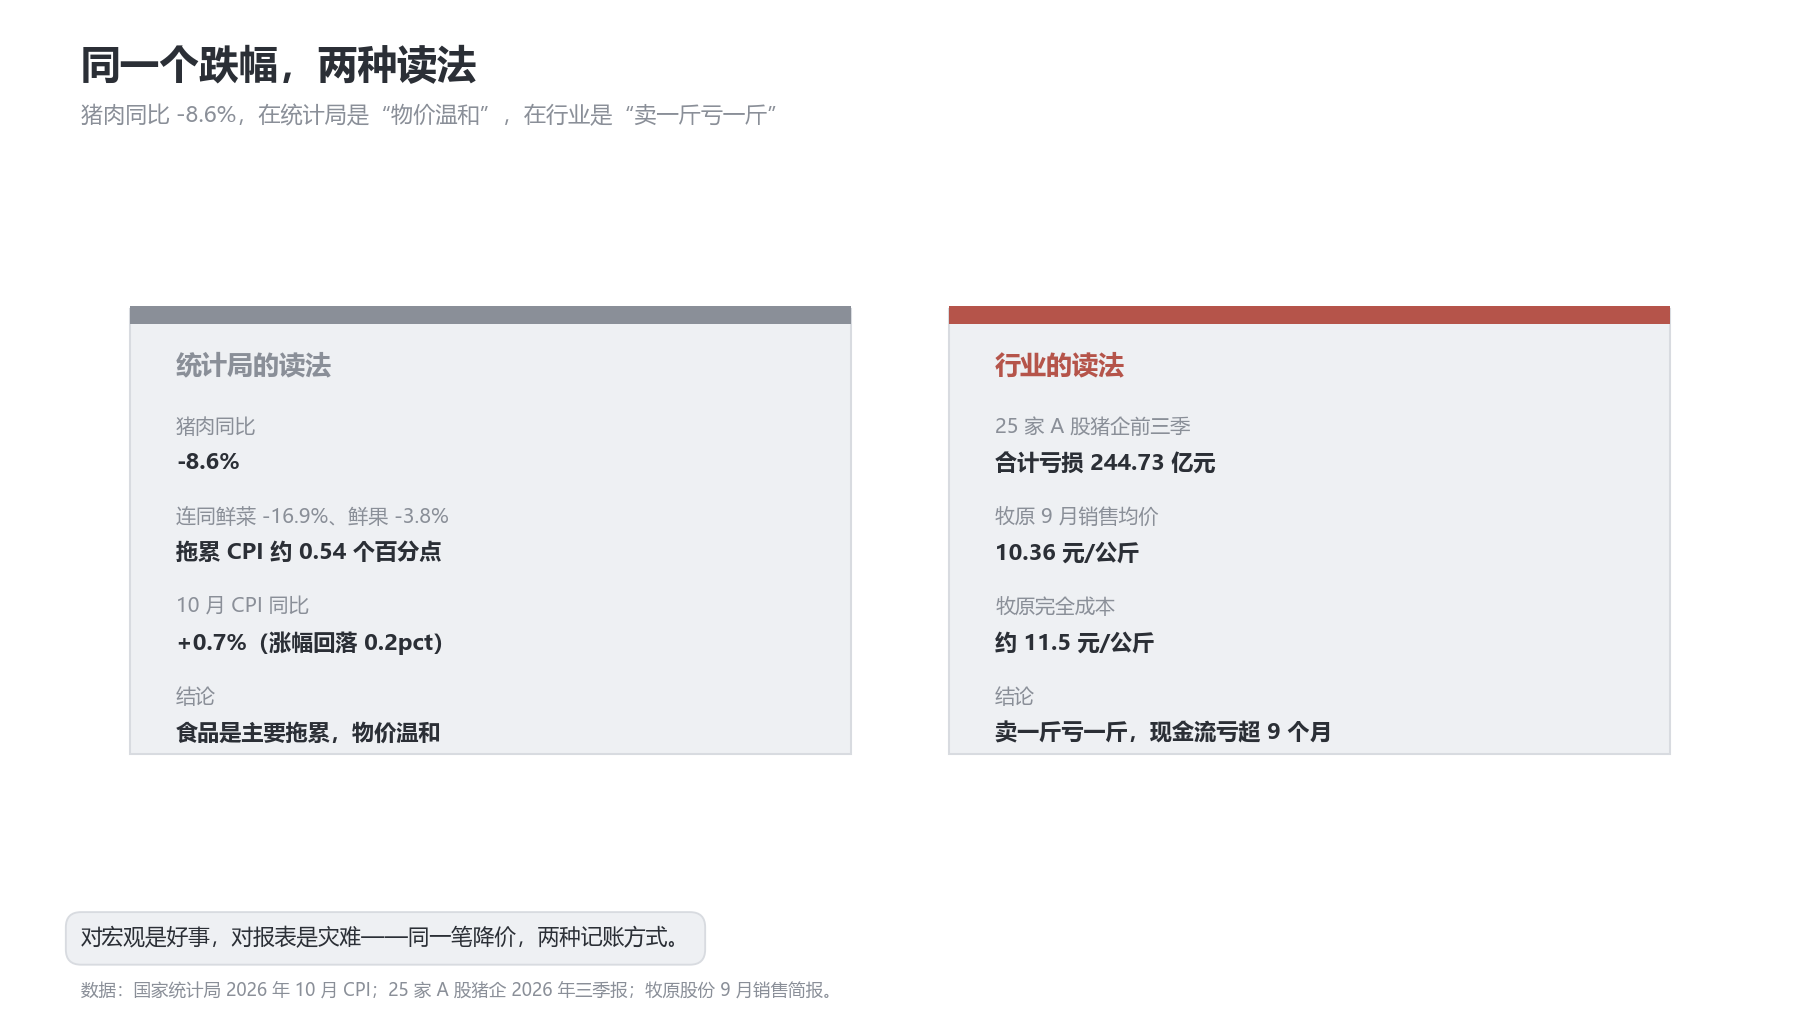 同一个跌幅，两种读法
猪肉同比 -8.6%，在统计局是“物价温和”，在行业是“卖一斤亏一斤”
统计局的读法
猪肉同比
-8.6%
连同鲜菜 -16.9%、鲜果 -3.8%
拖累 CPI 约 0.54 个百分点
10 月 CPI 同比
+0.7%（涨幅回落 0.2pct）
结论
食品是主要拖累，物价温和
行业的读法
25 家 A 股猪企前三季
合计亏损 244.73 亿元
牧原 9 月销售均价
10.36 元/公斤
牧原完全成本
约 11.5 元/公斤
结论
卖一斤亏一斤，现金流亏超 9 个月
对宏观是好事，对报表是灾难——同一笔降价，两种记账方式。
数据：国家统计局 2026 年 10 月 CPI；25 家 A 股猪企 2026 年三季报；牧原股份 9 月销售简报。